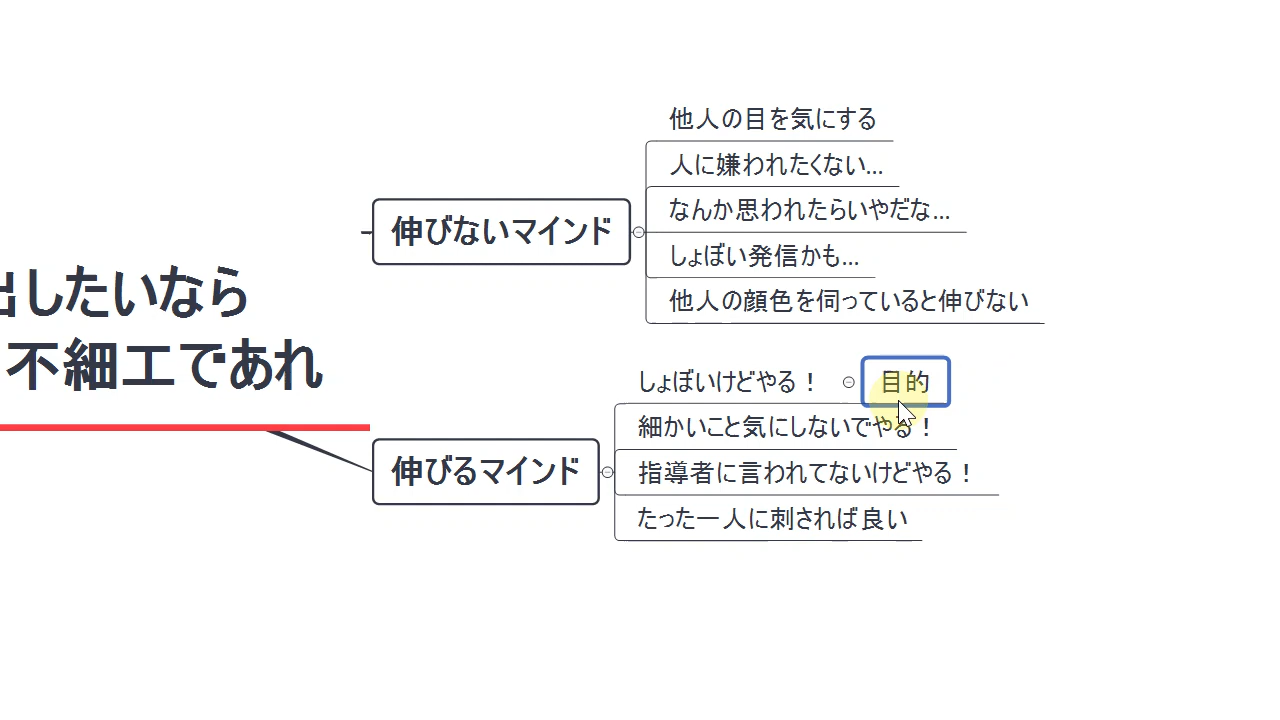 出したいなら
不細工であれ
伸びないマインド
他人の目を気にする
人に嫌われたくない...
なんか思われたらいやだな...
しょぼい発信かも...
他人の顔色を伺っていると伸びない
伸びるマインド
しょぼいけどやる！
目的
細かいこと気にしないでやる！
指導者に言われてないけどやる！
たった一人に刺されば良い